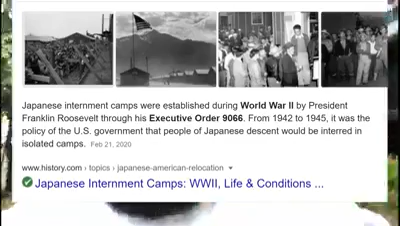 Japanese internment camps were established during World War II by President
Franklin Roosevelt through his Executive Order 9066. From 1942 to 1945, it was the
policy of the U.S. government that people of Japanese descent would be interred in
isolated camps. Feb 21, 2020
www.history.com › topics › japanese-american-relocation
Japanese Internment Camps: WWII, Life & Conditions ...